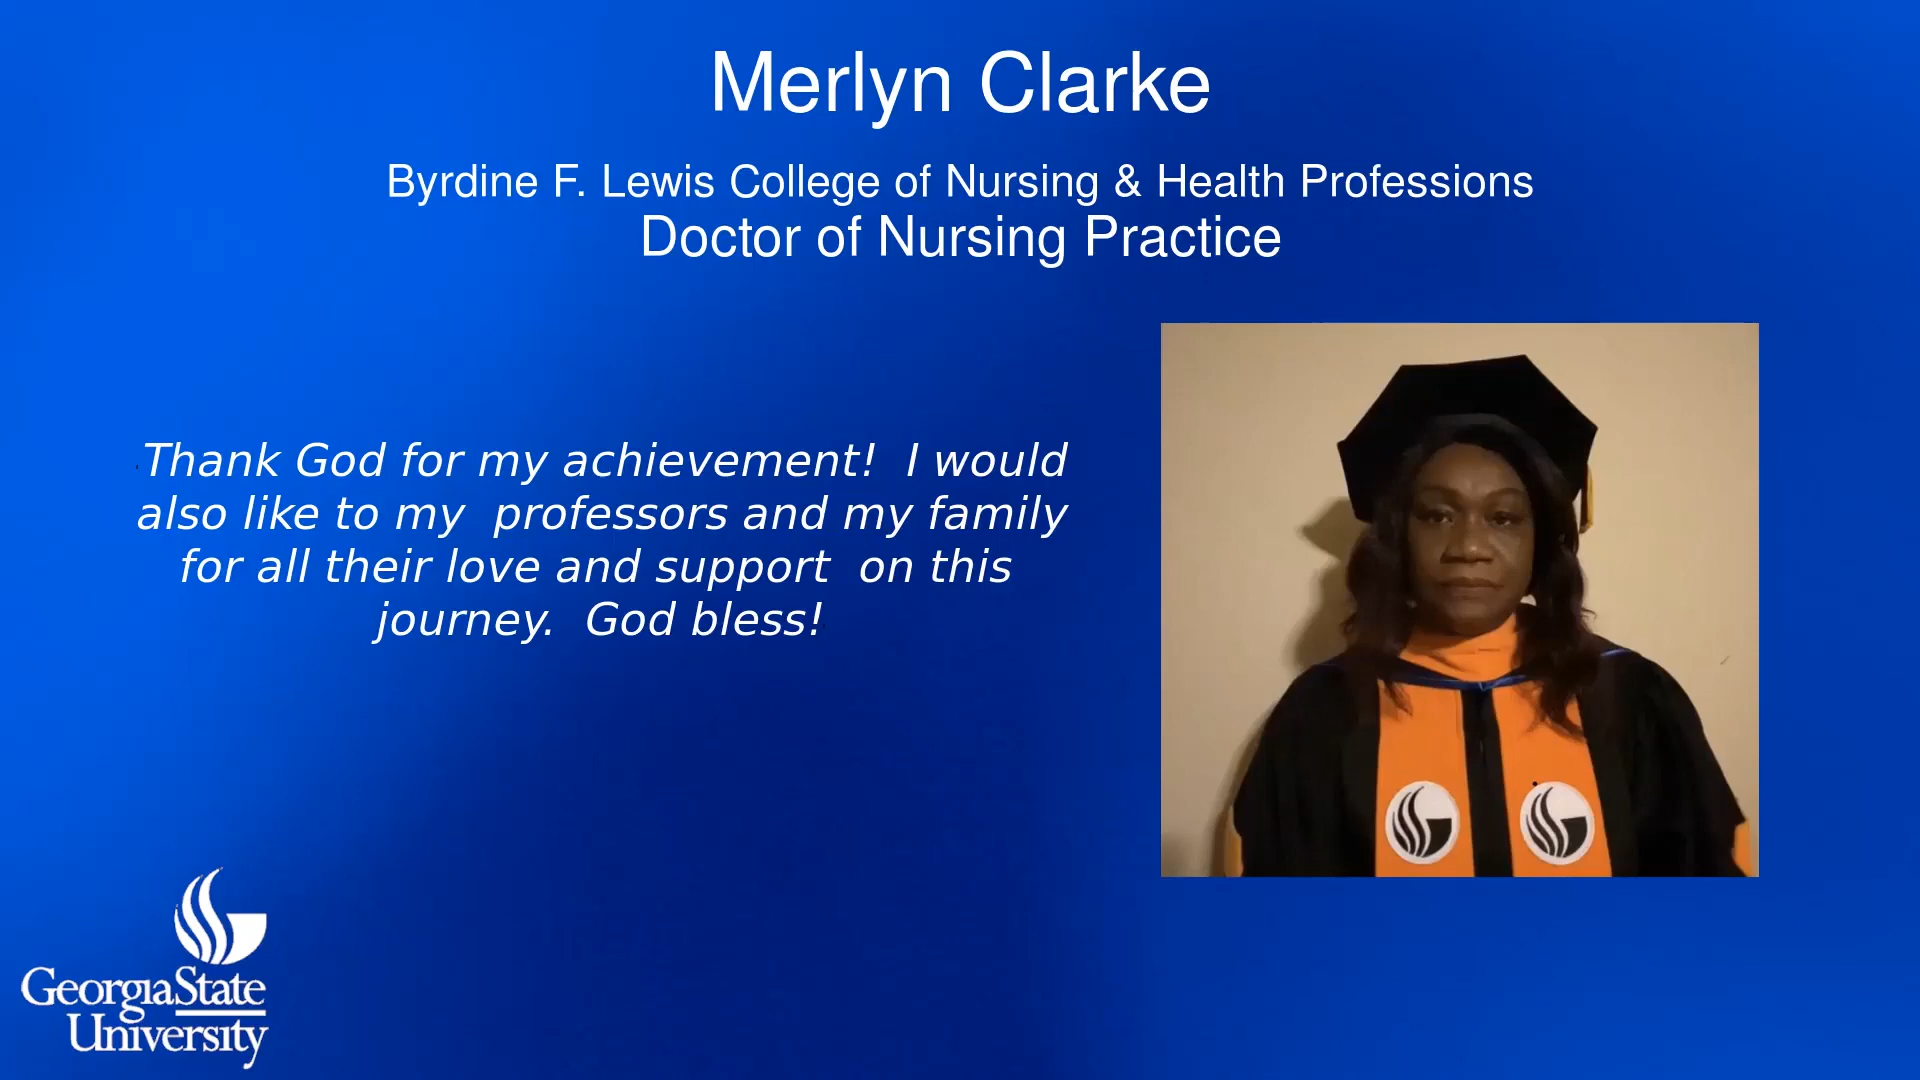 Merlyn Clarke
Byrdine F. Lewis College of Nursing & Health Professions
Doctor of Nursing Practice
Thank God for my achievement!  I would
also like to my  professors and my family
for all their love and support  on this
journey.  God bless!
GeorgiaState
University